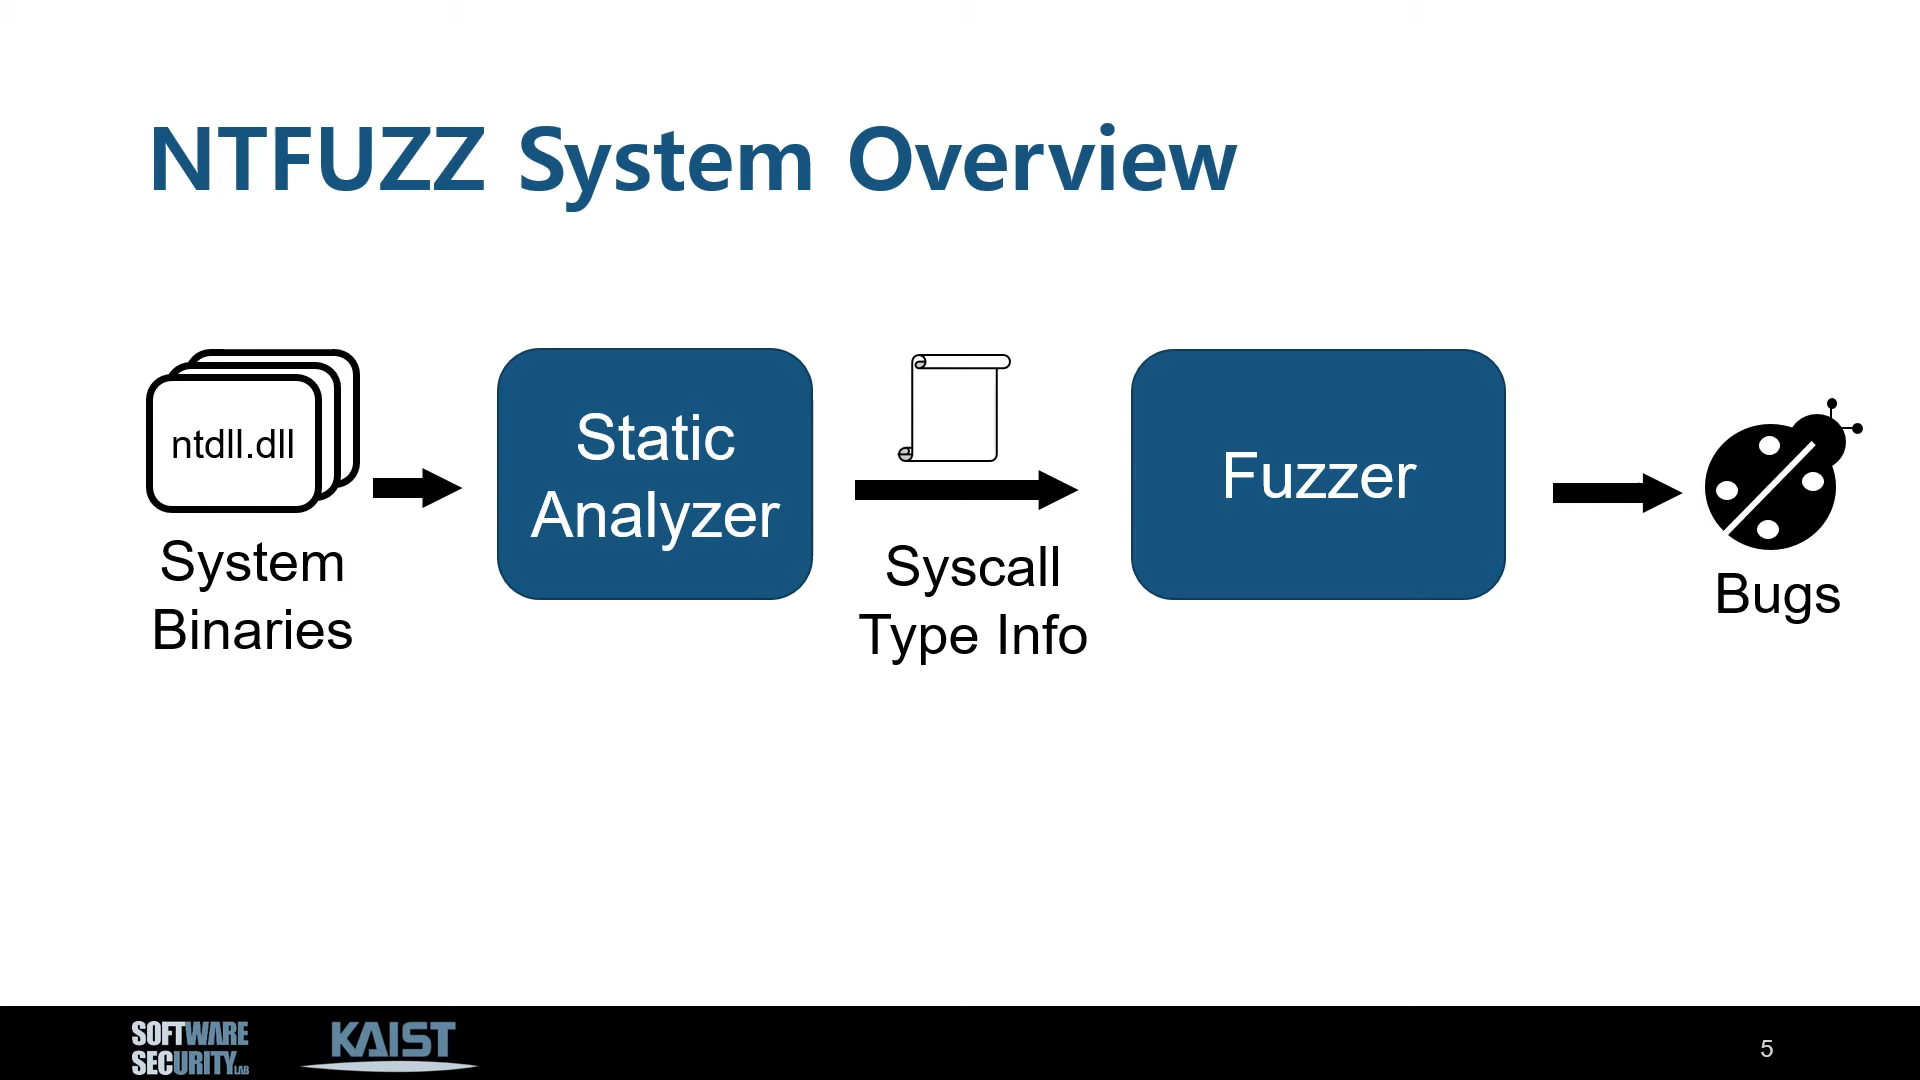 NTFUZZ System Overview
ntdll.dll
System
Binaries
Static
Analyzer
Syscall
Type Info
Fuzzer
Bugs
SOFTWARE
SECURITY LAB
KAIST
5